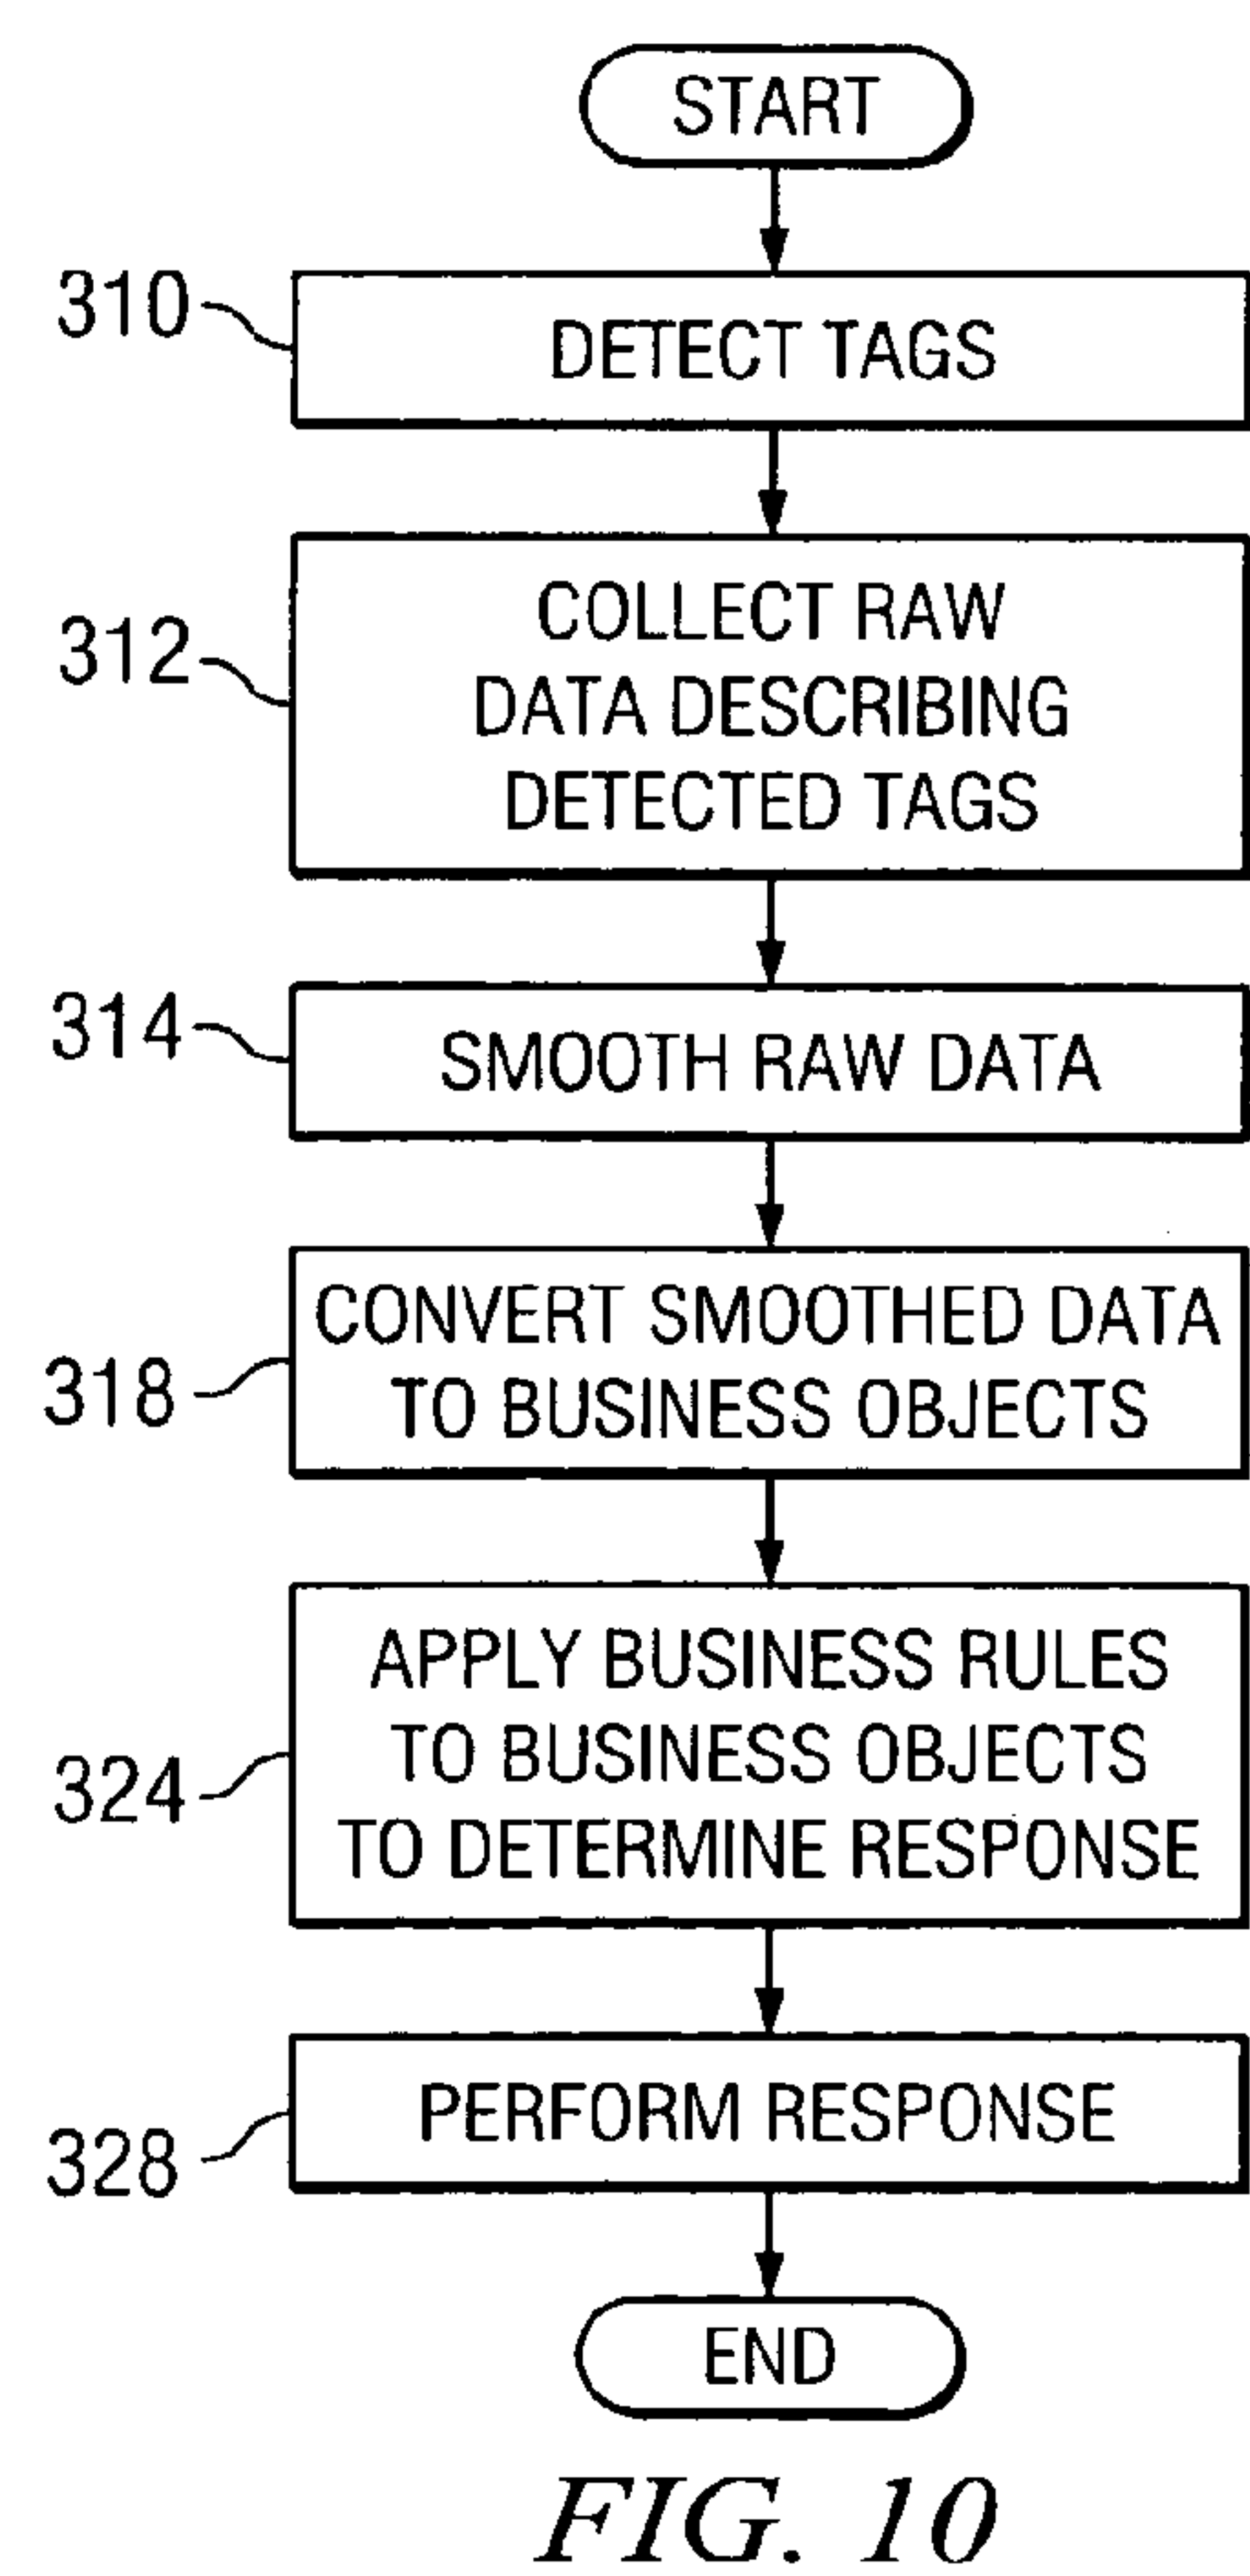 START
310
DETECT TAGS
312
COLLECT RAW
DATA DESCRIBING
DETECTED TAGS
314
SMOOTH RAW DATA
318
CONVERT SMOOTHED DATA
TO BUSINESS OBJECTS
324
APPLY BUSINESS RULES
TO BUSINESS OBJECTS
TO DETERMINE RESPONSE
328
PERFORM RESPONSE
END
FIG. 10